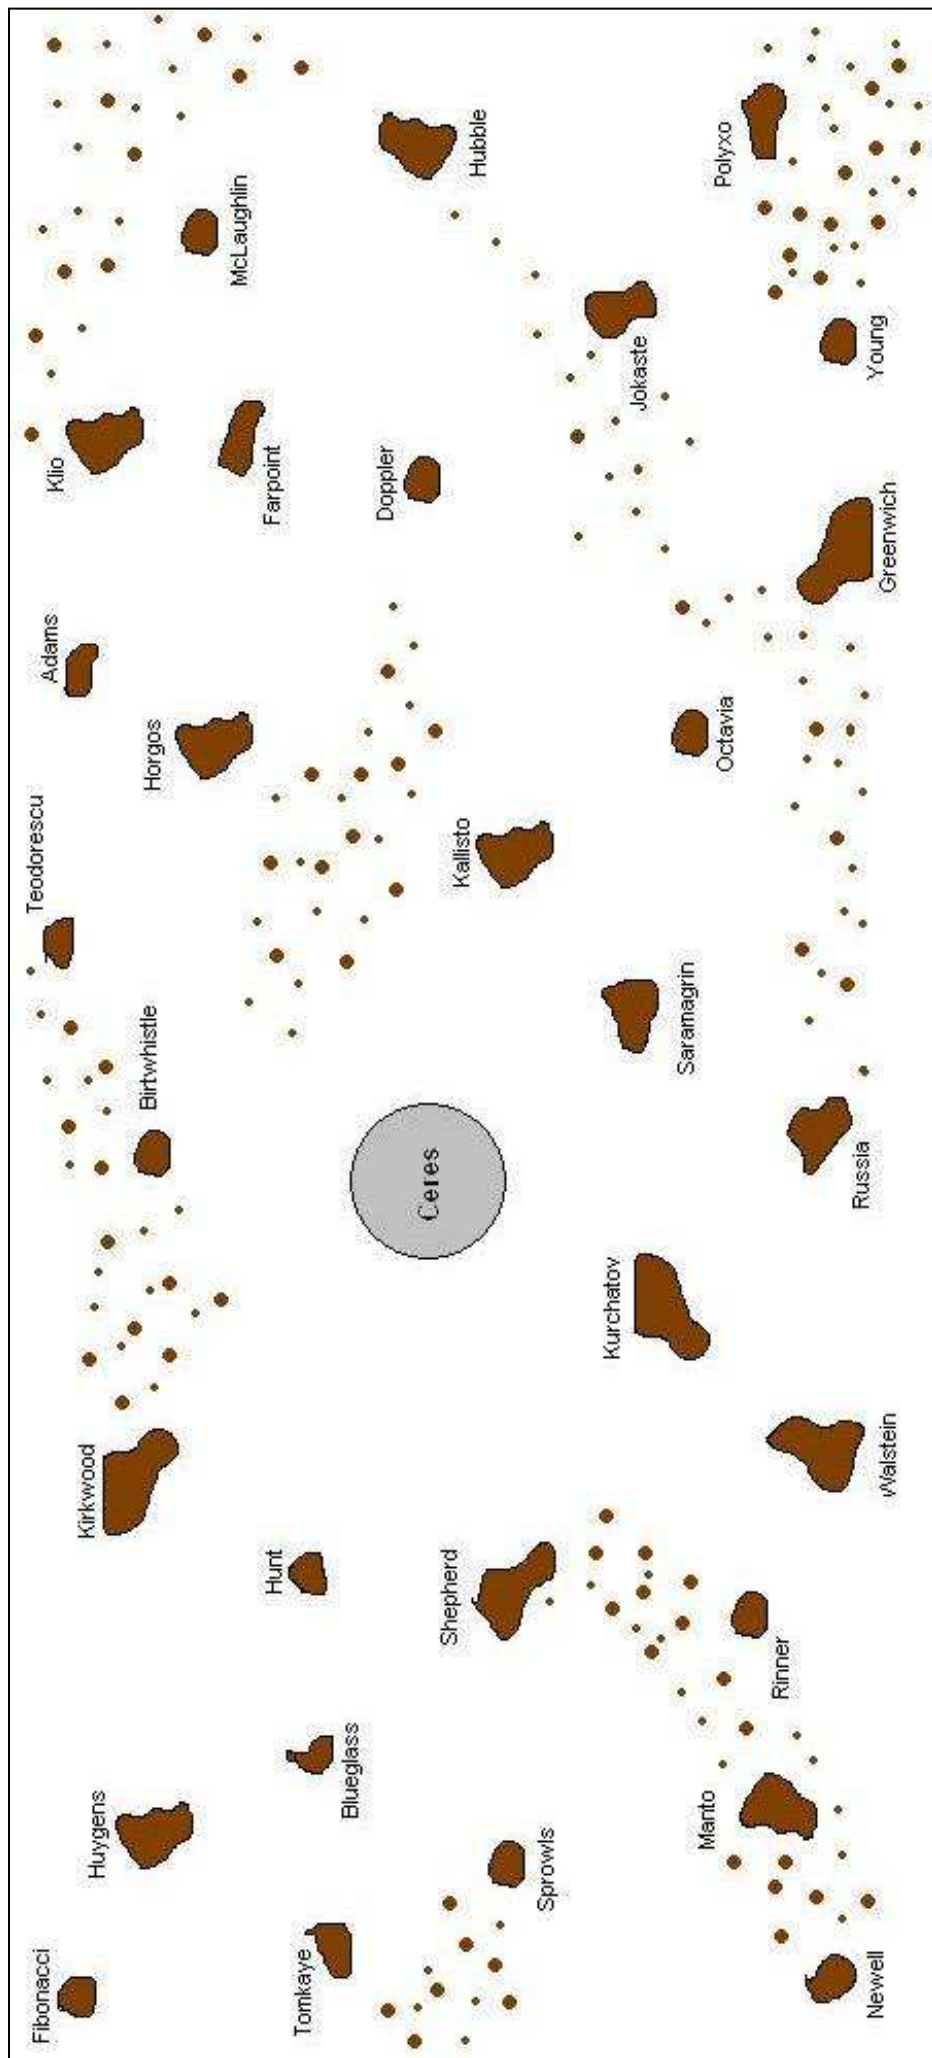 Fibonacci
Teodorescu
Adams
Klio
Huygens
Kirkwood
Birtwhistle
Horgos
McLaughlin
Farpoint
Hunt
Tomkaye
Blueglass
Doppler
Ceres
Shepherd
Kallisto
Hubble
Sprowls
Kurchatov
Jokaste
Saramagrin
Manto
Octavia
Polyxo
Rinner
Russia
Newell
Walstein
Greenwich
Young